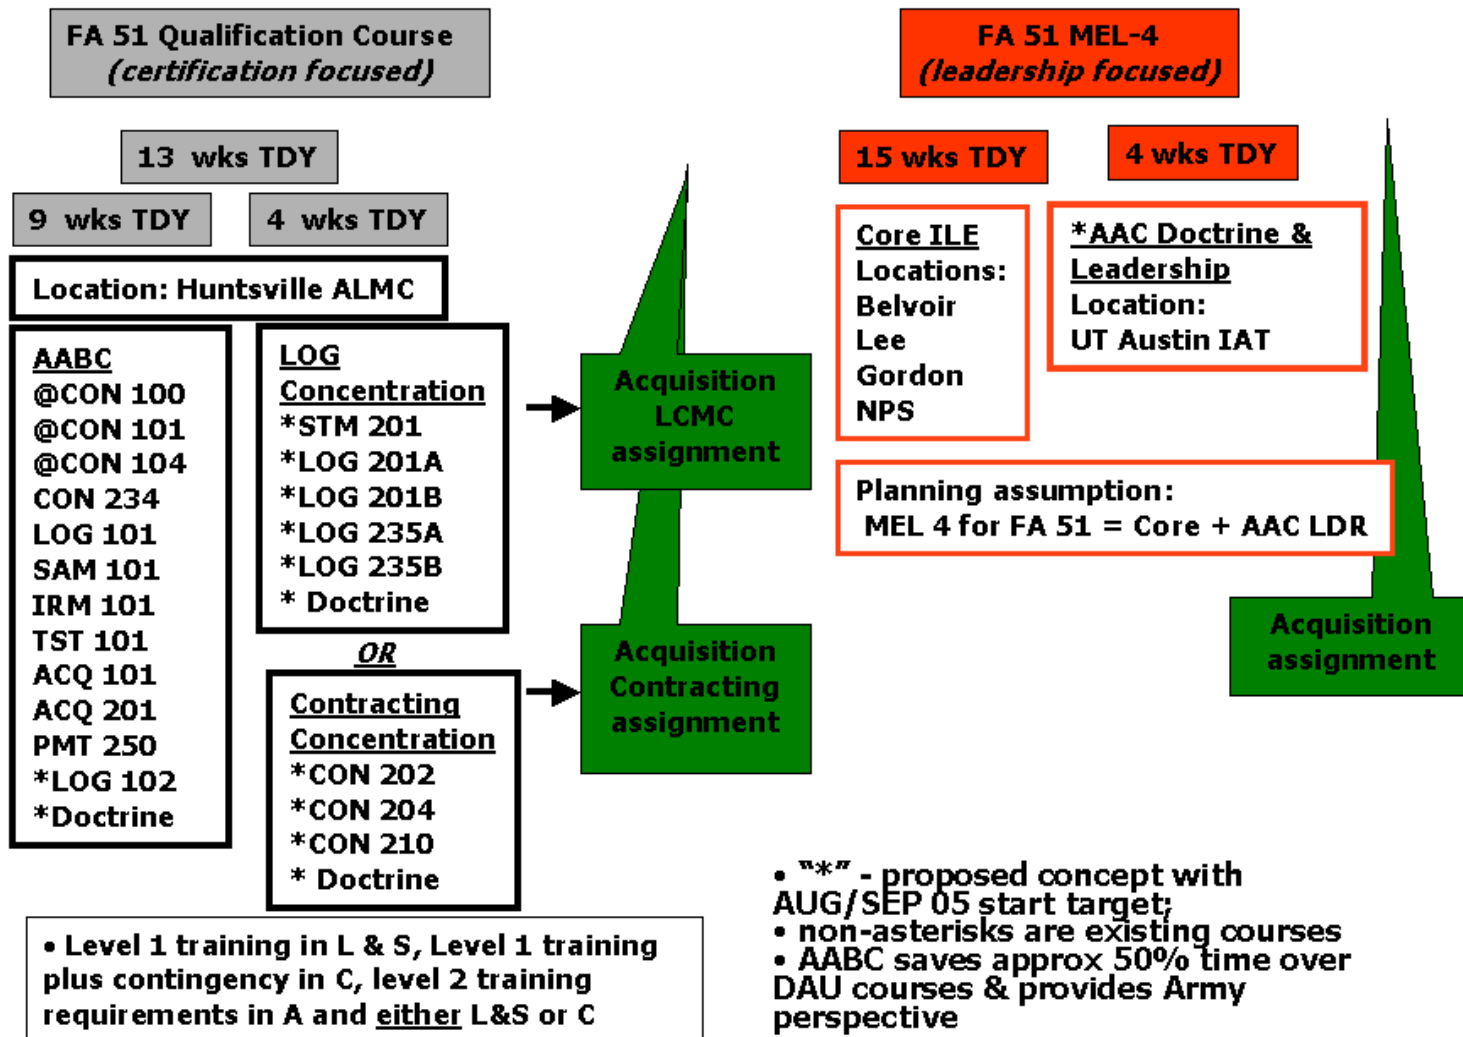 FA 51 Qualification Course
(certification focused)
13 wks TDY
9 wks TDY
4 wks TDY
Location: Huntsville ALMC
AABC
@CON 100
@CON 101
@CON 104
CON 234
LOG 101
SAM 101
IRM 101
TST 101
ACQ 101
ACQ 201
PMT 250
*LOG 102
*Doctrine
LOG
Concentration
*STM 201
*LOG 201A
*LOG 201B
*LOG 235A
*LOG 235B
* Doctrine
OR
Contracting
Concentration
*CON 202
*CON 204
*CON 210
* Doctrine
Acquisition
LCMC
assignment
Acquisition
Contracting
assignment
• Level 1 training in L & S, Level 1 training
plus contingency in C, level 2 training
requirements in A and either L&S or C
FA 51 MEL-4
(leadership focused)
15 wks TDY
4 wks TDY
Core ILE
Locations:
Belvoir
Lee
Gordon
NPS
*AAC Doctrine &
Leadership
Location:
UT Austin IAT
Planning assumption:
MEL 4 for FA 51 = Core + AAC LDR
Acquisition
assignment
• "*" - proposed concept with
AUG/SEP 05 start target;
• non-asterisks are existing courses
• AABC saves approx 50% time over
DAU courses & provides Army
perspective